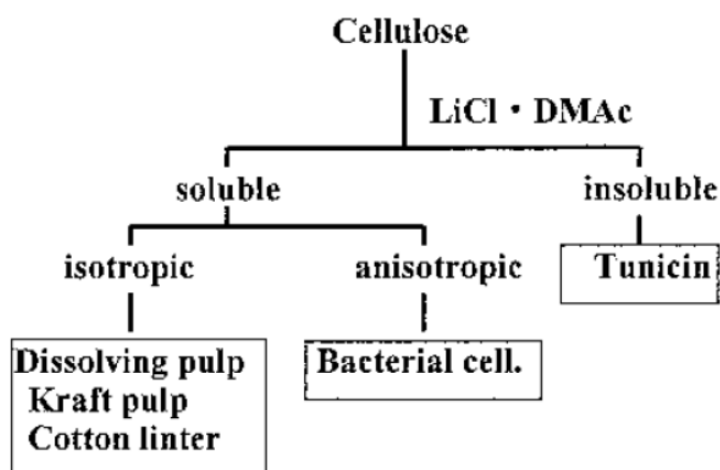 Cellulose
LiCl・DMAc
soluble
insoluble
isotropic
anisotropic
Tunicin
Dissolving pulp
Kraft pulp
Cotton linter
Bacterial cell.